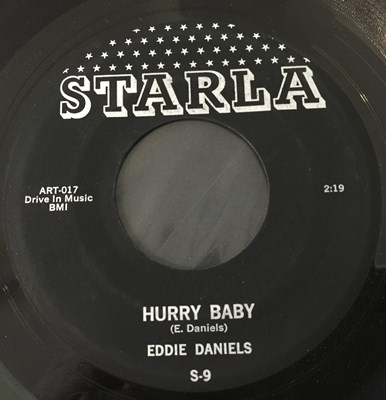 STARLA
ART-017
Drive In Music
BMI
2:19
HURRY BABY
(E. Daniels)
EDDIE DANIELS
S-9